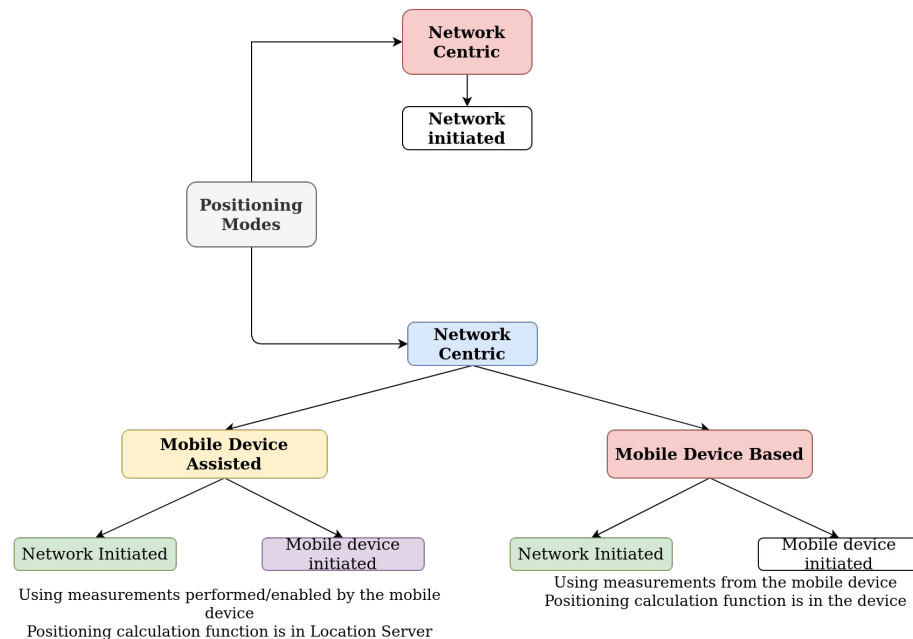 Network
Centric
Network
initiated
Positioning
Modes
Network
Centric
Mobile Device
Assisted
Mobile Device Based
Network Initiated
Mobile device
initiated
Network Initiated
Mobile device
initiated
Using measurements performed/enabled by the mobile
device
Positioning calculation function is in Location Server
Using measurements from the mobile device
Positioning calculation function is in the device